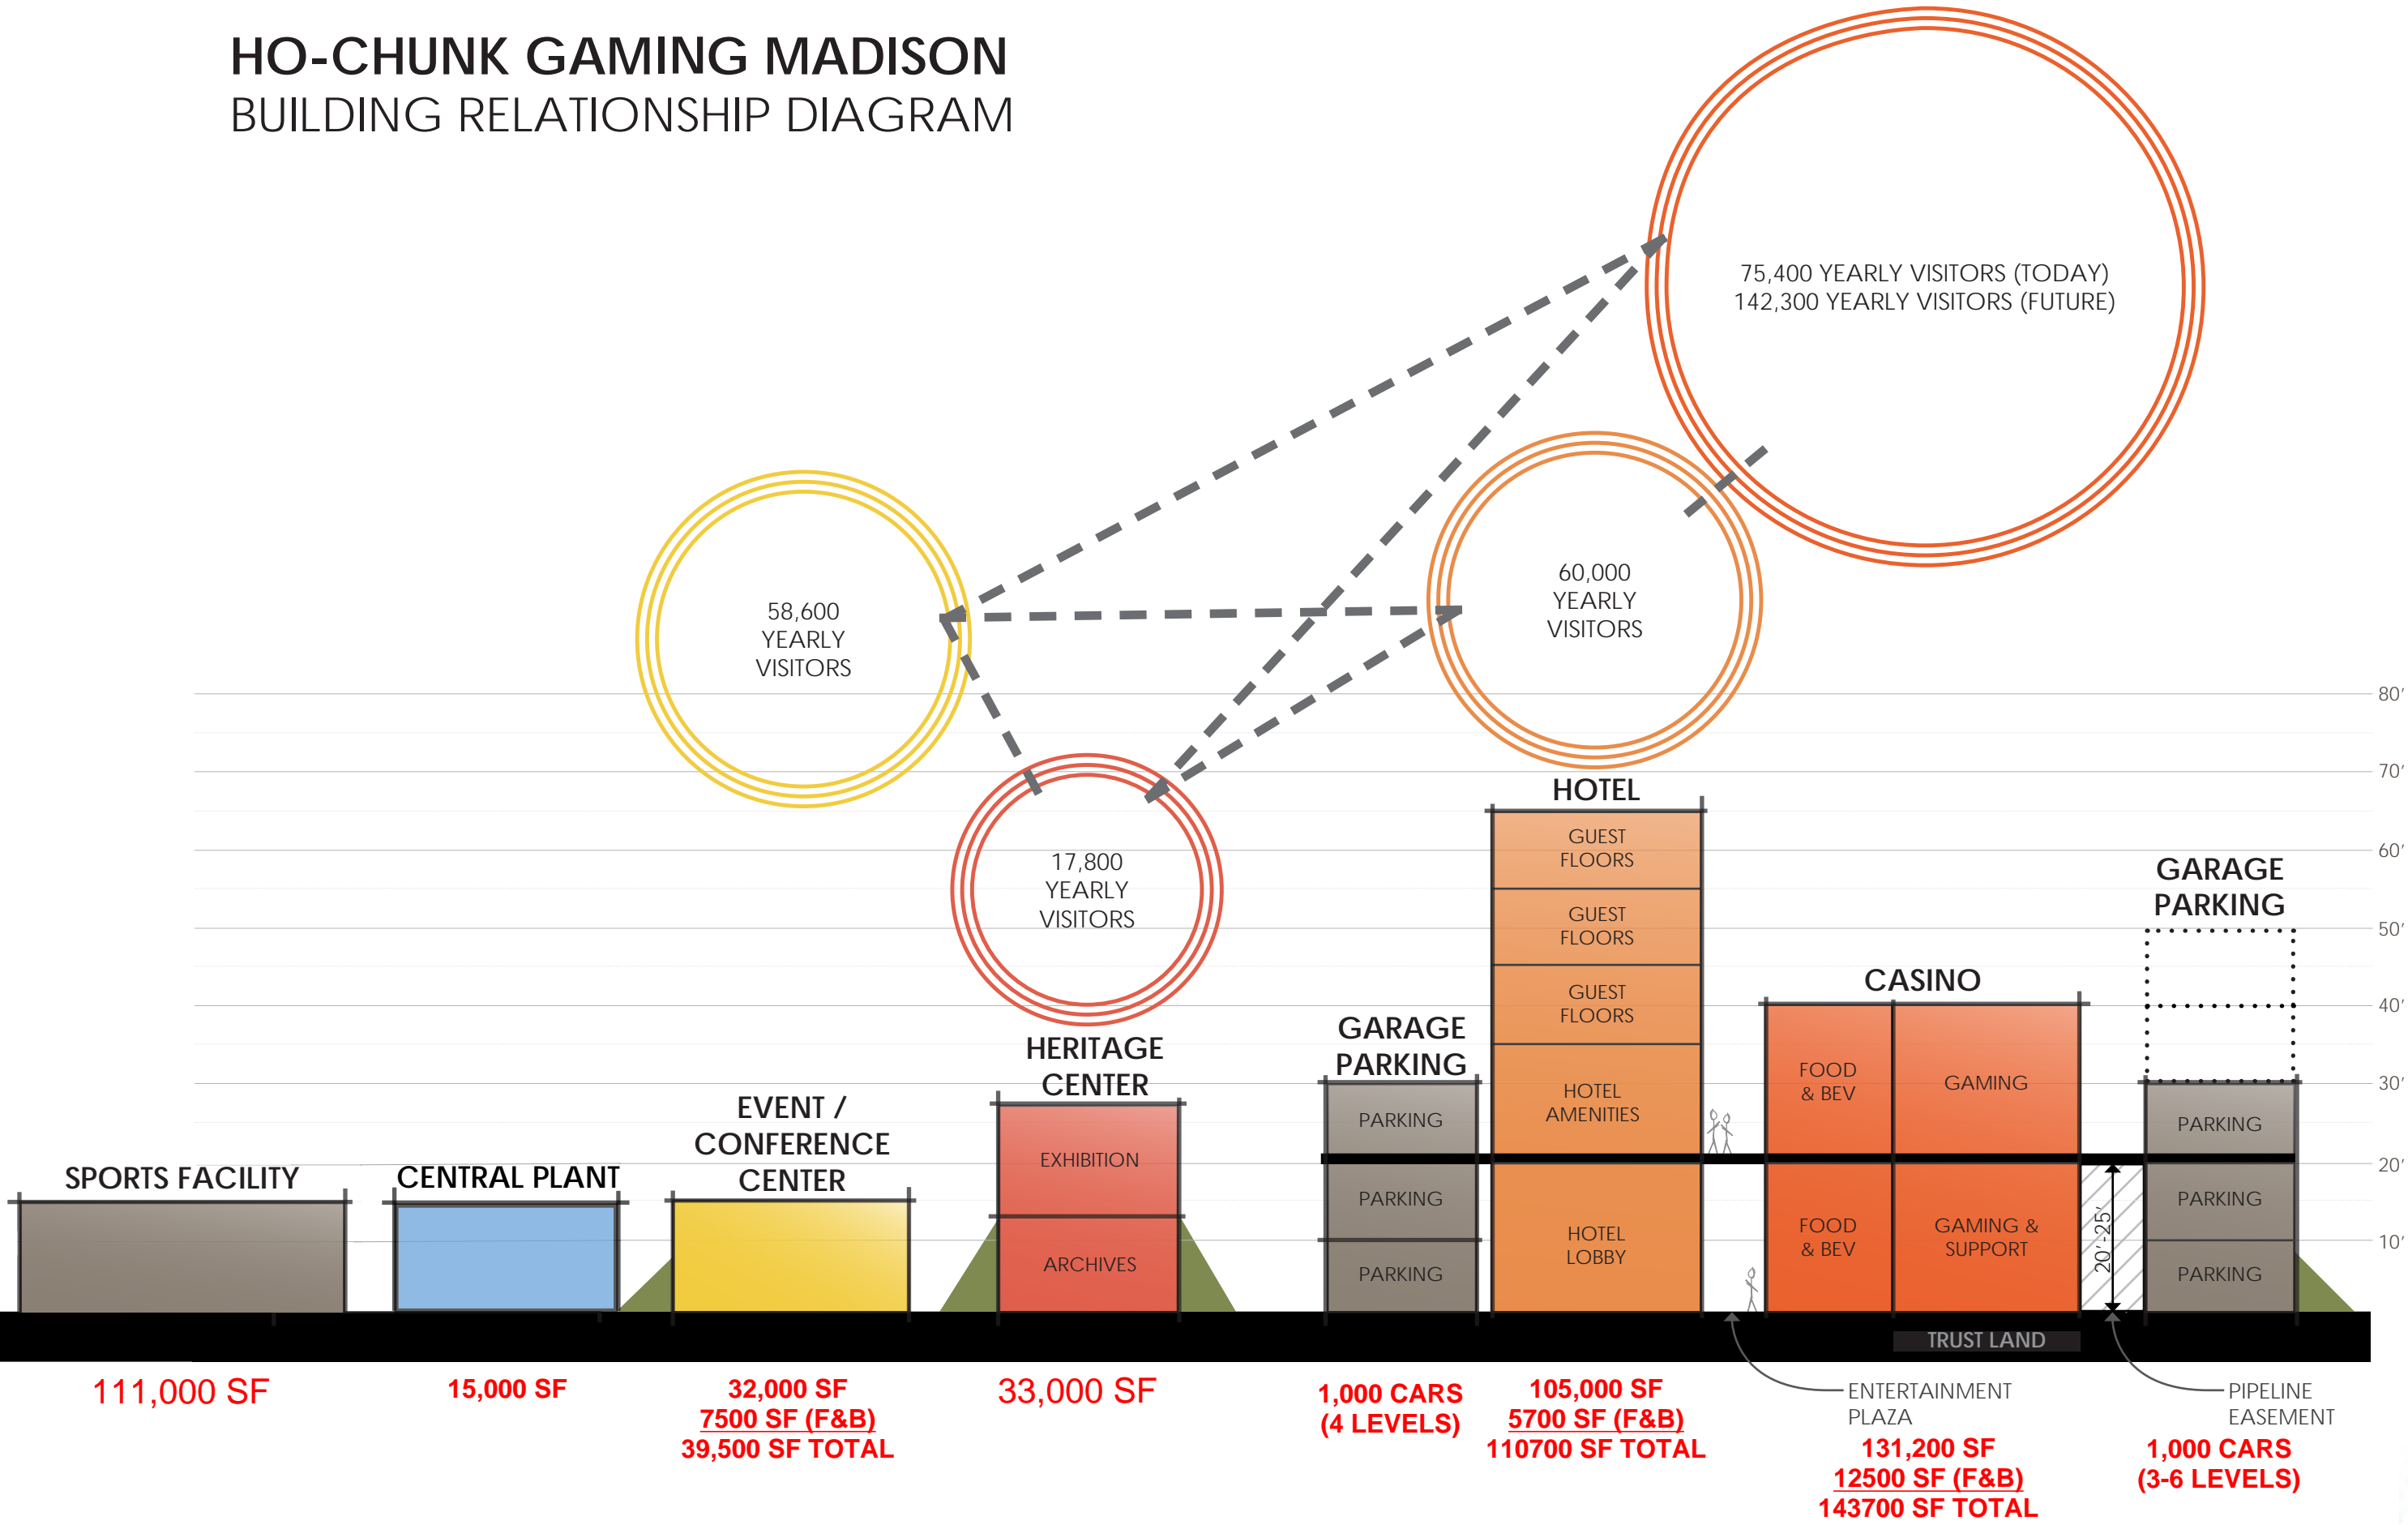 HO-CHUNK GAMING MADISON
BUILDING RELATIONSHIP DIAGRAM
75,400 YEARLY VISITORS (TODAY)
142,300 YEARLY VISITORS (FUTURE)
58,600
YEARLY
VISITORS
60,000
YEARLY
VISITORS
17,800
YEARLY
VISITORS
80'
70'
60'
50'
40'
30'
20'
10'
SPORTS FACILITY
CENTRAL PLANT
EVENT /
CONFERENCE
CENTER
HERITAGE
CENTER
EXHIBITION
ARCHIVES
GARAGE
PARKING
PARKING
PARKING
PARKING
HOTEL
GUEST
FLOORS
GUEST
FLOORS
GUEST
FLOORS
HOTEL
AMENITIES
HOTEL
LOBBY
CASINO
FOOD
& BEV
GAMING
FOOD
& BEV
GAMING &
SUPPORT
20'-25'
GARAGE
PARKING
PARKING
PARKING
PARKING
TRUST LAND
ENTERTAINMENT
PLAZA
PIPELINE
EASEMENT
111,000 SF
15,000 SF
32,000 SF
7500 SF (F&B)
39,500 SF TOTAL
33,000 SF
1,000 CARS
(4 LEVELS)
105,000 SF
5700 SF (F&B)
110700 SF TOTAL
131,200 SF
12500 SF (F&B)
143700 SF TOTAL
1,000 CARS
(3-6 LEVELS)